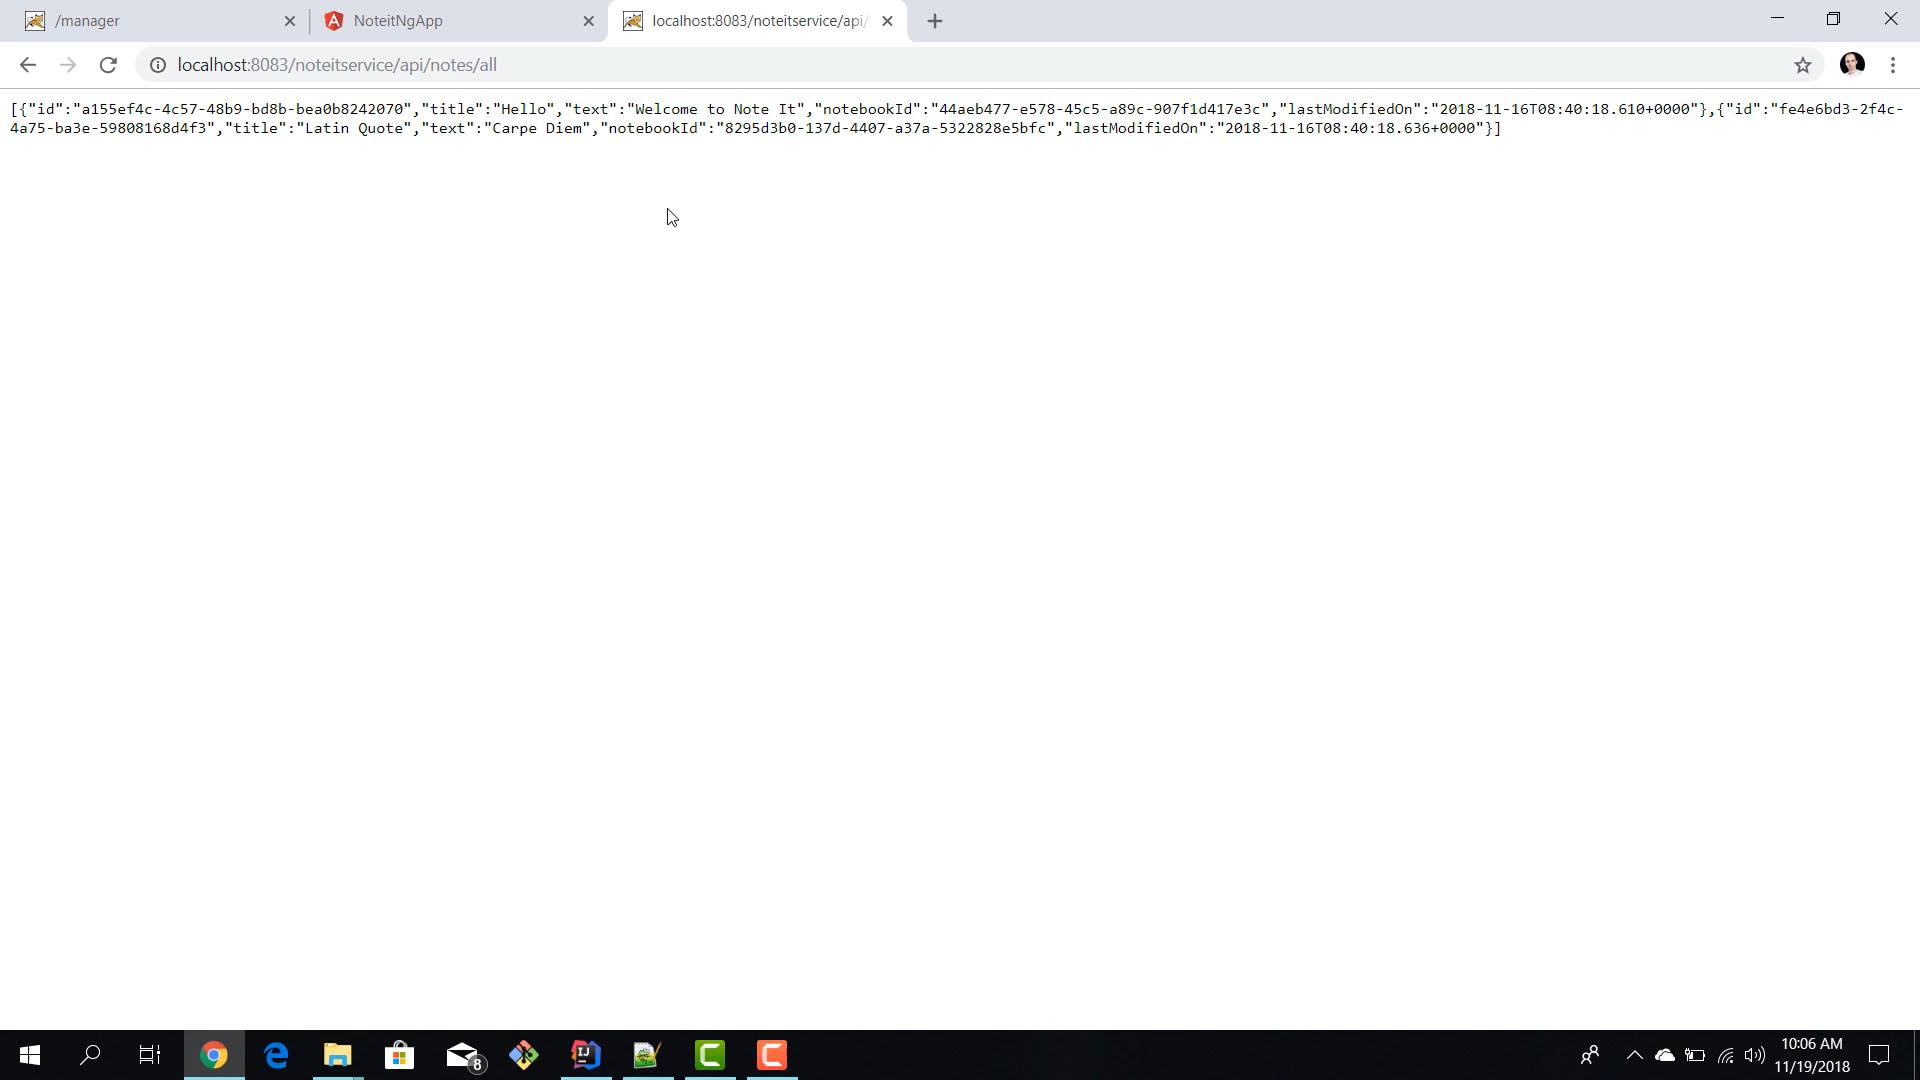 /manager
NoteitNgApp
localhost:8083/noteitservice/api/
localhost:8083/noteitservice/api/notes/all
[{"id":"a155ef4c-4c57-48b9-bd8b-bea0b8242070","title":"Hello","text":"Welcome to Note It","notebookId":"44aeb477-e578-45c5-a89c-907f1d417e3c","lastModifiedOn":"2018-11-16T08:40:18.610+0000"},{"id":"fe4e6bd3-2f4c-
4a75-ba3e-59808168d4f3","title":"Latin Quote","text":"Carpe Diem","notebookId":"8295d3b0-137d-4407-a37a-5322828e5bfc","lastModifiedOn":"2018-11-16T08:40:18.636+0000"}]
8
IJ
10:06 AM
11/19/2018